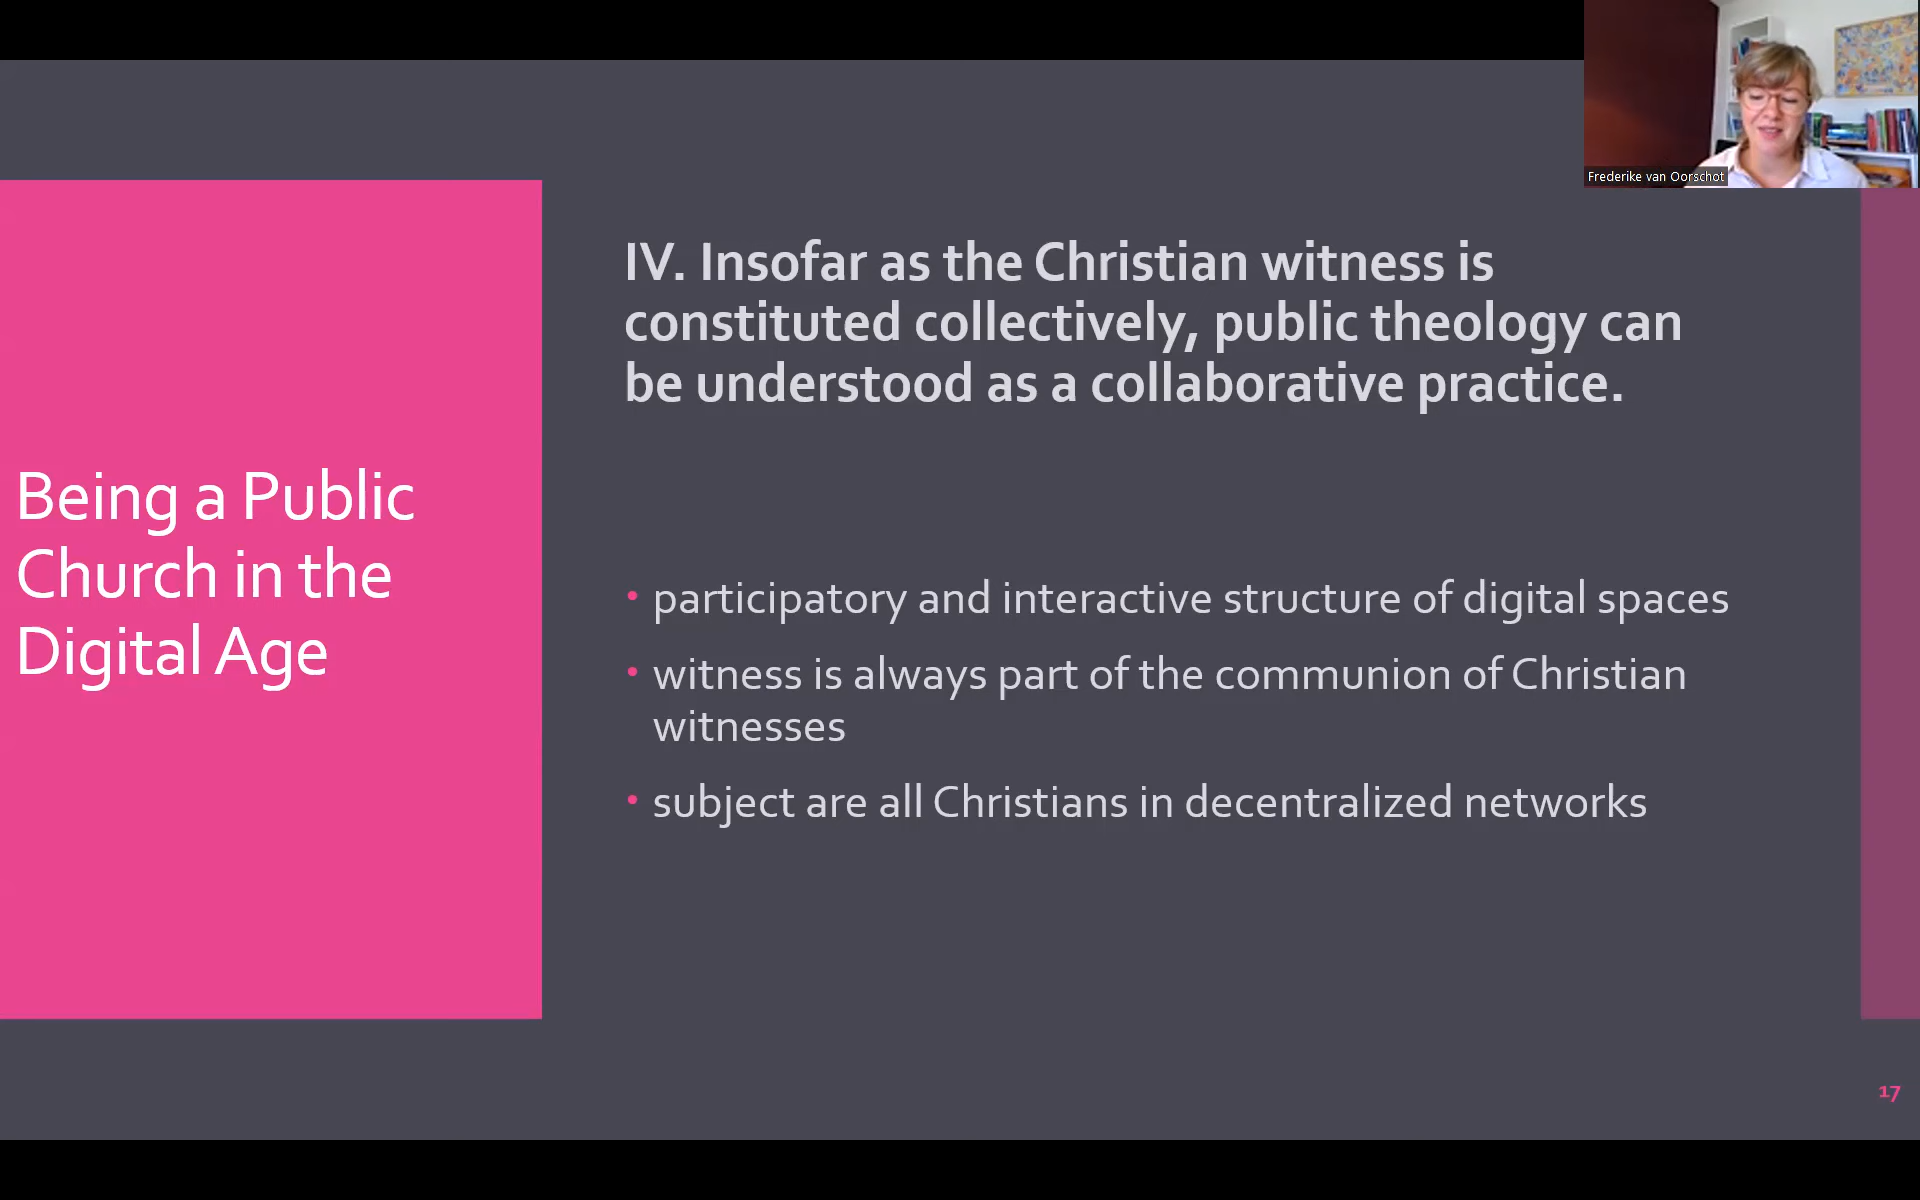 Frederike van Oorschot
IV. Insofar as the Christian witness is
constituted collectively, public theology can
be understood as a collaborative practice.
Being a Public
Church in the
Digital Age
• participatory and interactive structure of digital spaces
• witness is always part of the communion of Christian
witnesses
• subject are all Christians in decentralized networks
17